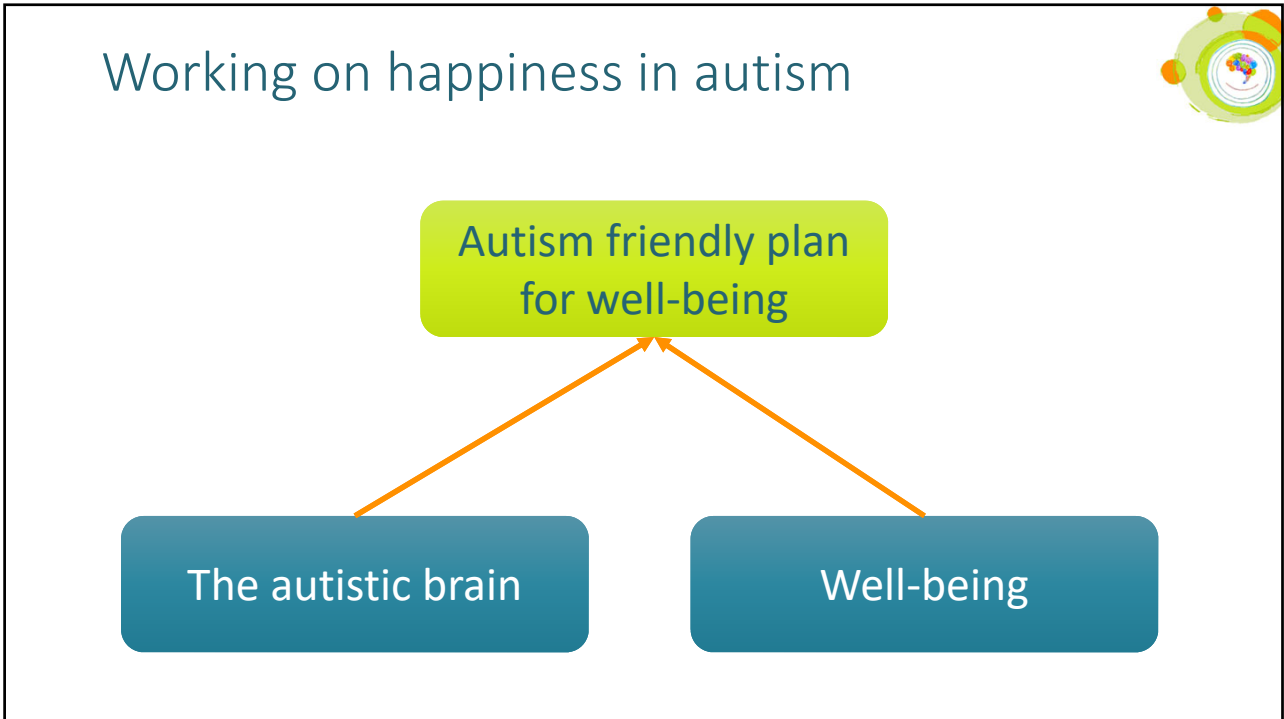 Working on happiness in autism
Autism friendly plan
for well-being
The autistic brain
Well-being